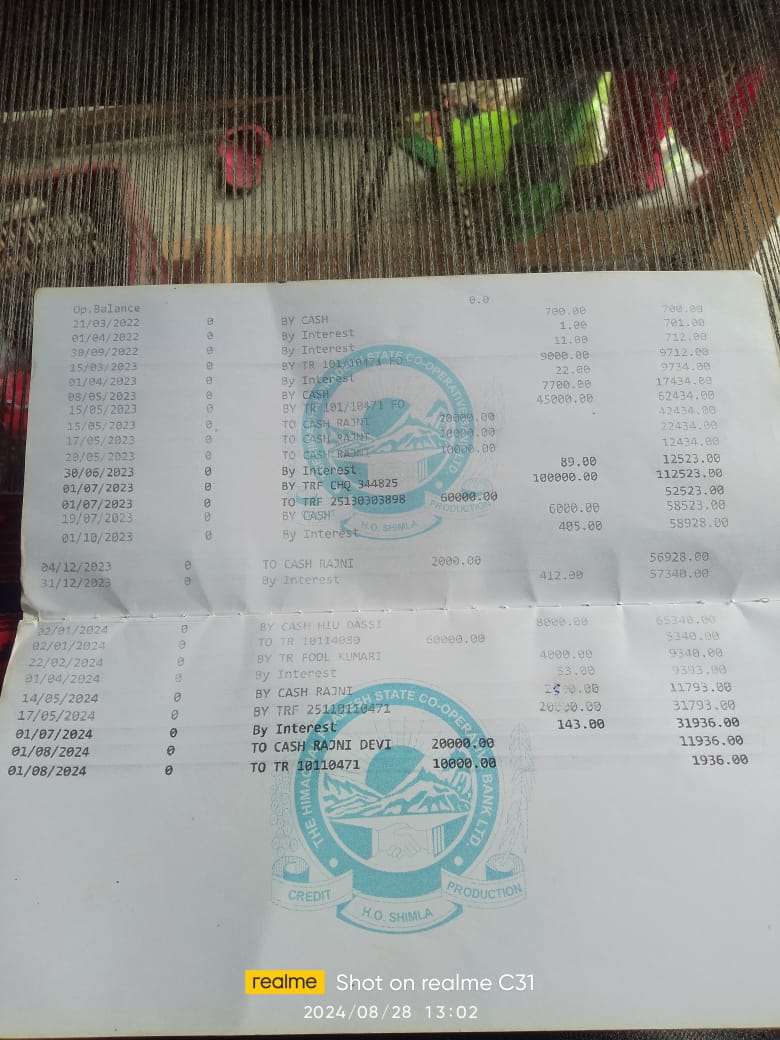 Op.Balance 0.0
21/03/2022 0 BY CASH 700.00 700.00
01/04/2022 0 By Interest 1.00 701.00
30/09/2022 0 By Interest 11.00 712.00
15/03/2023 0 BY TR 101/10471 FO 9000.00 9712.00
01/04/2023 0 By Interest 22.00 9734.00
08/05/2023 0 BY CASH 7700.00 17434.00
15/05/2023 0 BY TR 101/10471 FO 45000.00 62434.00
15/05/2023 0 TO CASH RAJNI 20000.00 42434.00
17/05/2023 0 TO CASH RAJNI 20000.00 22434.00
20/05/2023 0 TO CASH RAJNI 10000.00 12434.00
30/06/2023 0 By Interest 89.00 12523.00
01/07/2023 0 BY TRF CHQ 344825 100000.00 112523.00
01/07/2023 0 TO TRF 25130303898 60000.00 52523.00
19/07/2023 0 BY CASH 6000.00 58523.00
01/10/2023 0 By Interest 405.00 58928.00
04/12/2023 0 TO CASH RAJNI 2000.00 56928.00
31/12/2023 0 By Interest 412.00 57340.00
02/01/2024 0 BY CASH DASSI 8000.00 65340.00
02/01/2024 0 TO TR 10114080 60000.00 5340.00
22/02/2024 0 BY TR FOOL KUMARI 4000.00 9340.00
01/04/2024 0 By Interest 53.00 9393.00
14/05/2024 0 BY CASH RAJNI 11793.00
17/05/2024 0 BY TRF 25110110471 20000.00 31793.00
01/07/2024 0 By Interest 143.00 31936.00
01/08/2024 0 TO CASH RAJNI DEVI 20000.00 11936.00
01/08/2024 0 TO TR 10110471 10000.00 1936.00
STATE CO-OPERATIVE LTD
PRODUCTION
H.O. SHIMLA
THE HIMACHAL PRADESH STATE CO-OPERATIVE BANK LTD.
CREDIT
PRODUCTION
H.O. SHIMLA
realme Shot on realme C31
2024/08/28 13:02